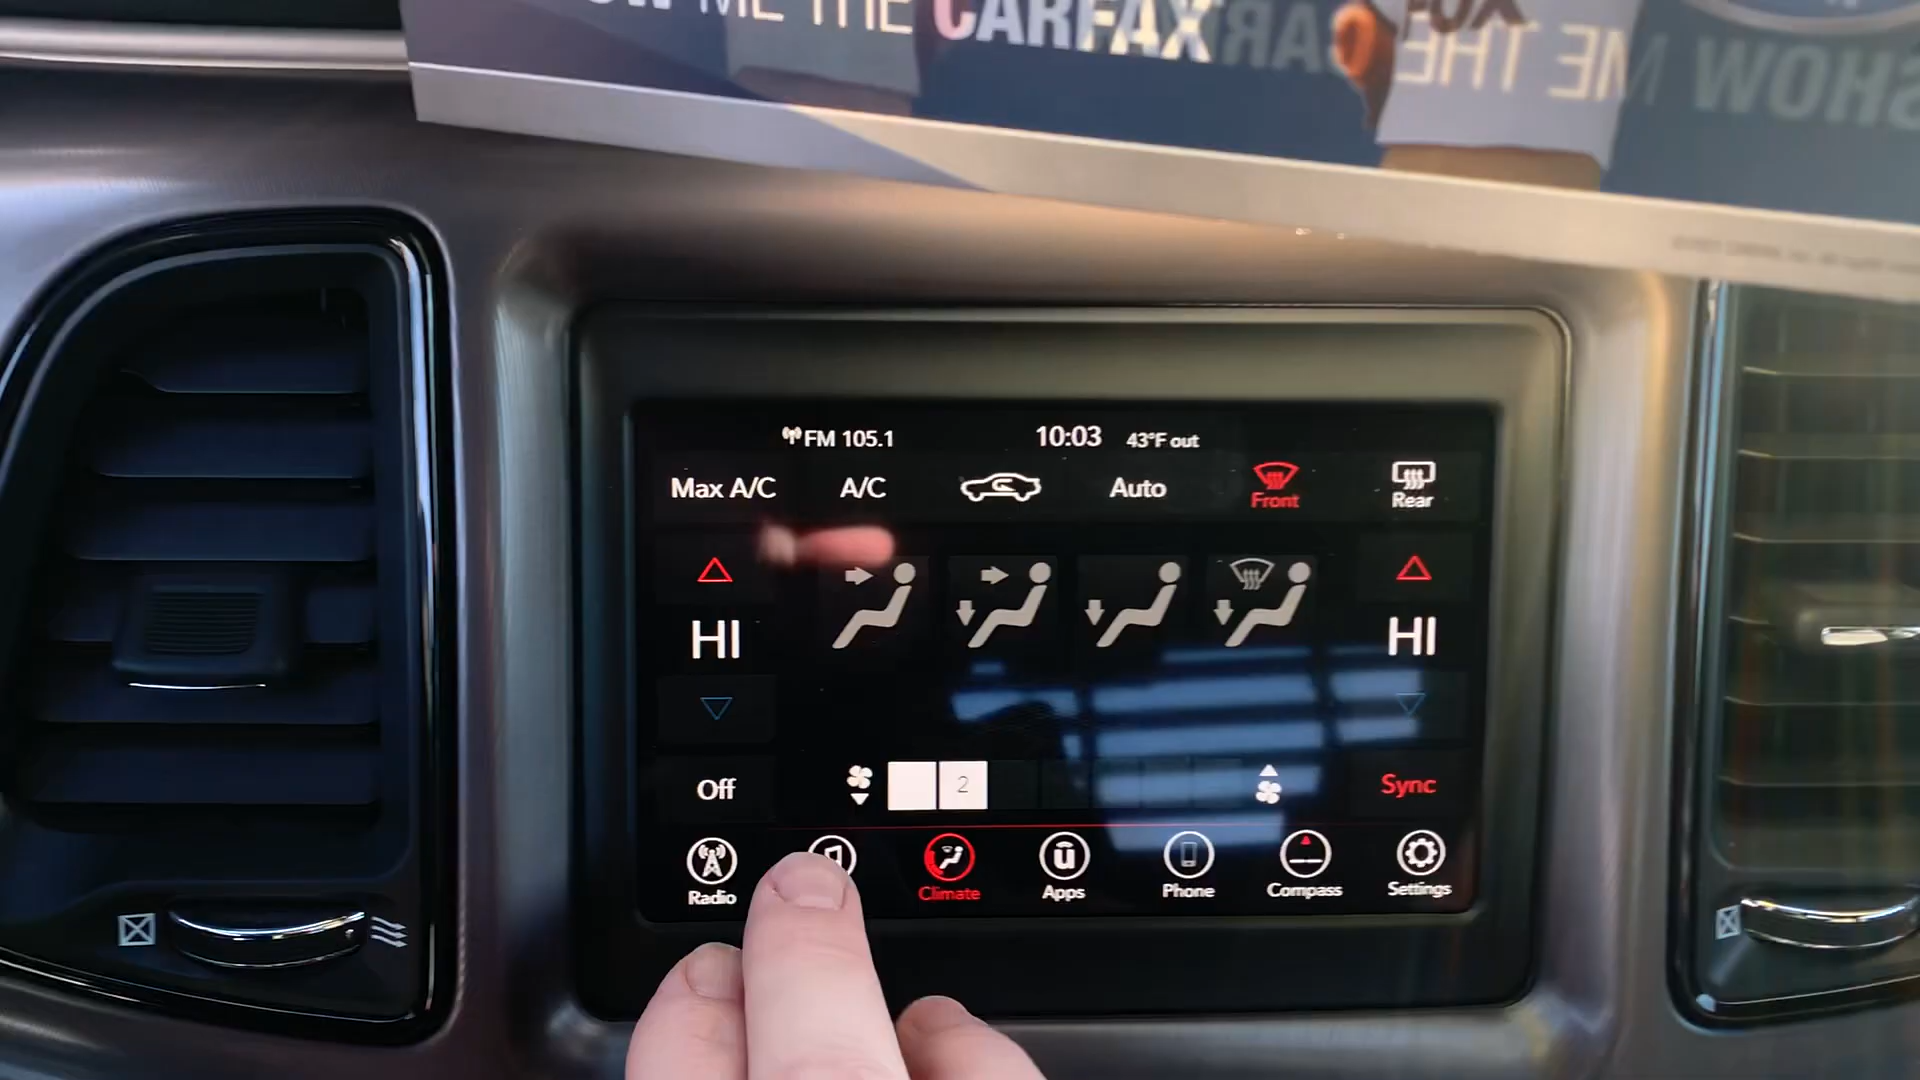 ME THE CARFAX
SHOW ME THE
FM 105.1
10:03
43°F out
Max A/C
A/C
Auto
Front
Rear
HI
HI
Off
2
Sync
Radio
Climate
Apps
Phone
Compass
Settings